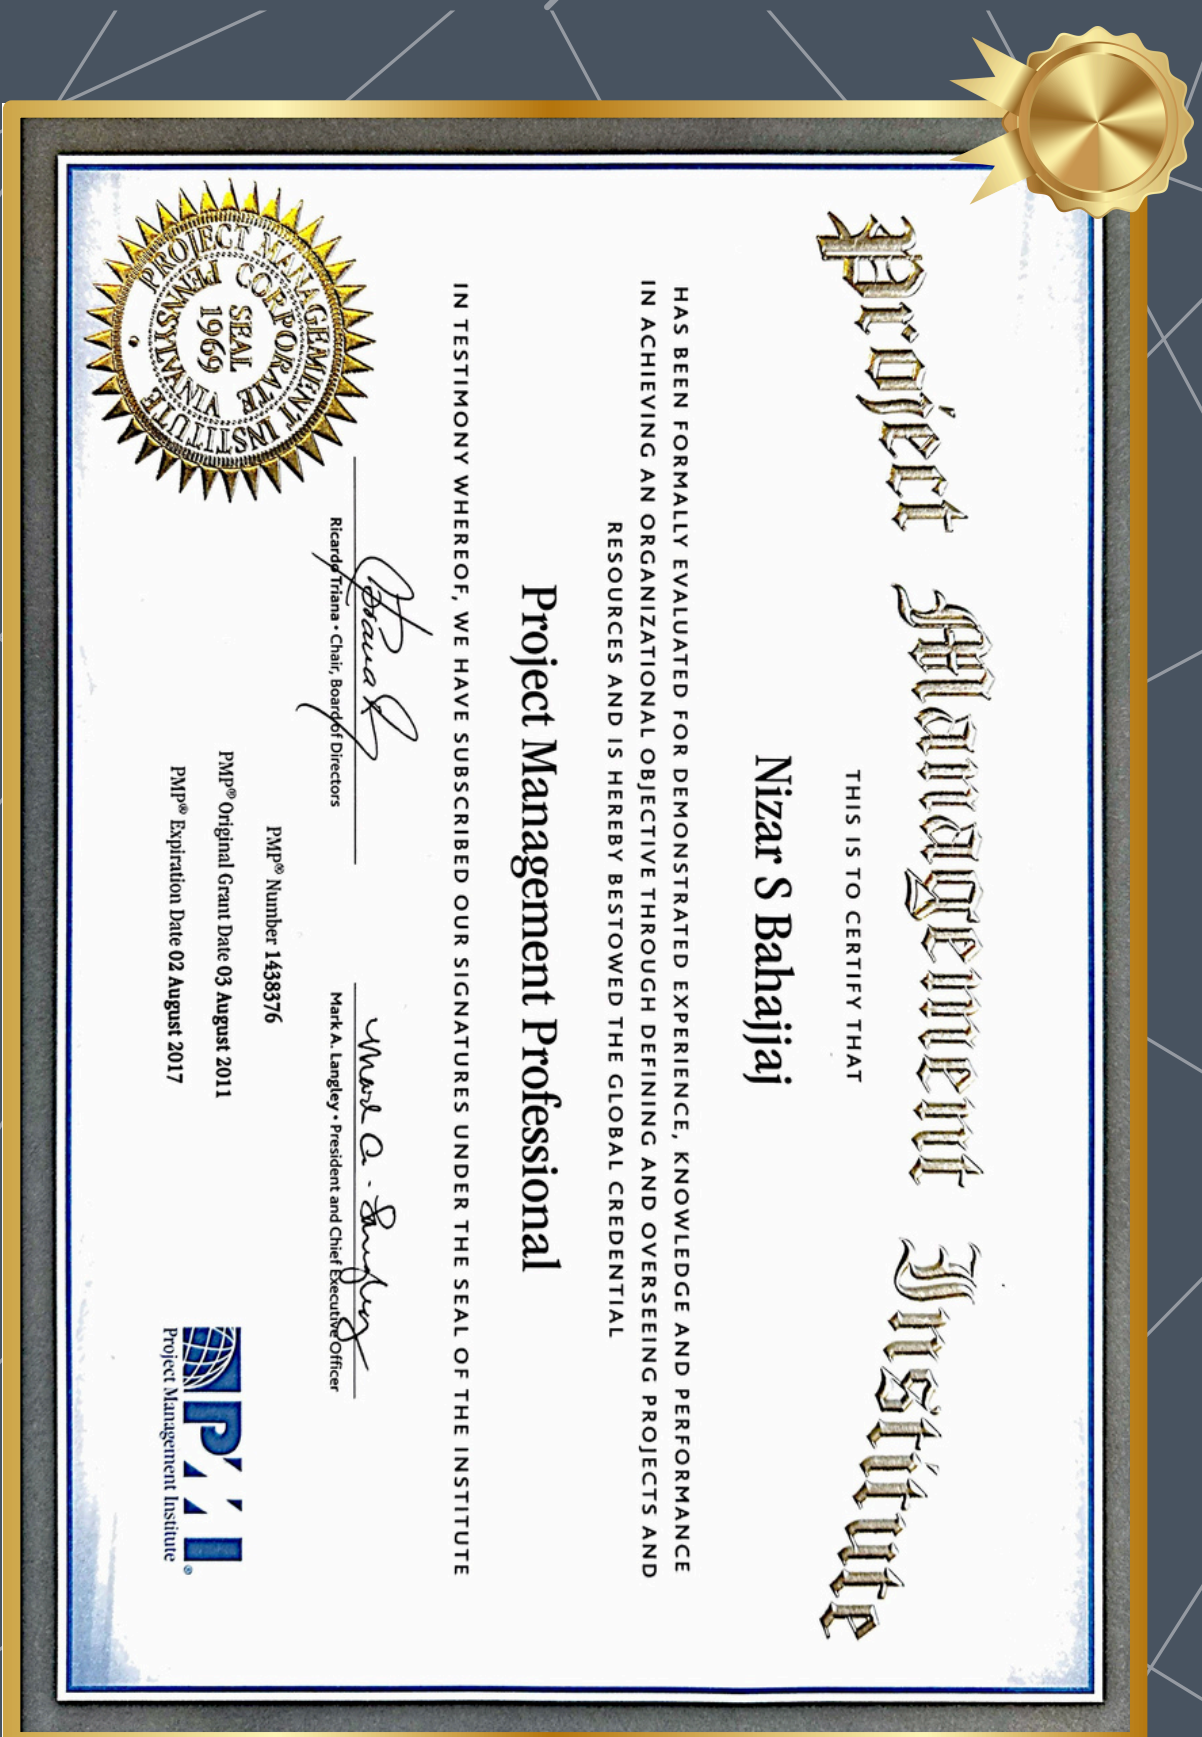 Project Management Institute
THIS IS TO CERTIFY THAT
Nizar S Bahajjaj
HAS BEEN FORMALLY EVALUATED FOR DEMONSTRATED EXPERIENCE, KNOWLEDGE AND PERFORMANCE
IN ACHIEVING AN ORGANIZATIONAL OBJECTIVE THROUGH DEFINING AND OVERSEEING PROJECTS AND
RESOURCES AND IS HEREBY BESTOWED THE GLOBAL CREDENTIAL
Project Management Professional
IN TESTIMONY WHEREOF, WE HAVE SUBSCRIBED OUR SIGNATURES UNDER THE SEAL OF THE INSTITUTE
Ricardo Triana • Chair, Board of Directors
Mark A. Langley • President and Chief Executive Officer
PMP® Number 1438376
PMP® Original Grant Date 03 August 2011
PMP® Expiration Date 02 August 2017
PROJECT MANAGEMENT INSTITUTE
CORPORATE
SEAL
1969
PENNSYLVANIA
PMI®
Project Management Institute